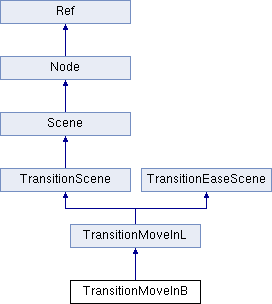 Ref
Node
Scene
TransitionScene
TransitionEaseScene
TransitionMoveInL
TransitionMoveInB